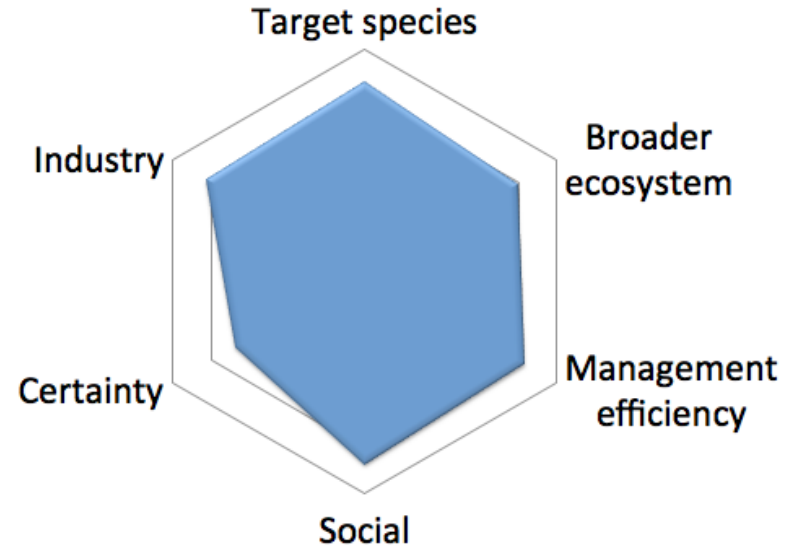 Target species
Industry
Broader
ecosystem
Certainty
Management
efficiency
Social